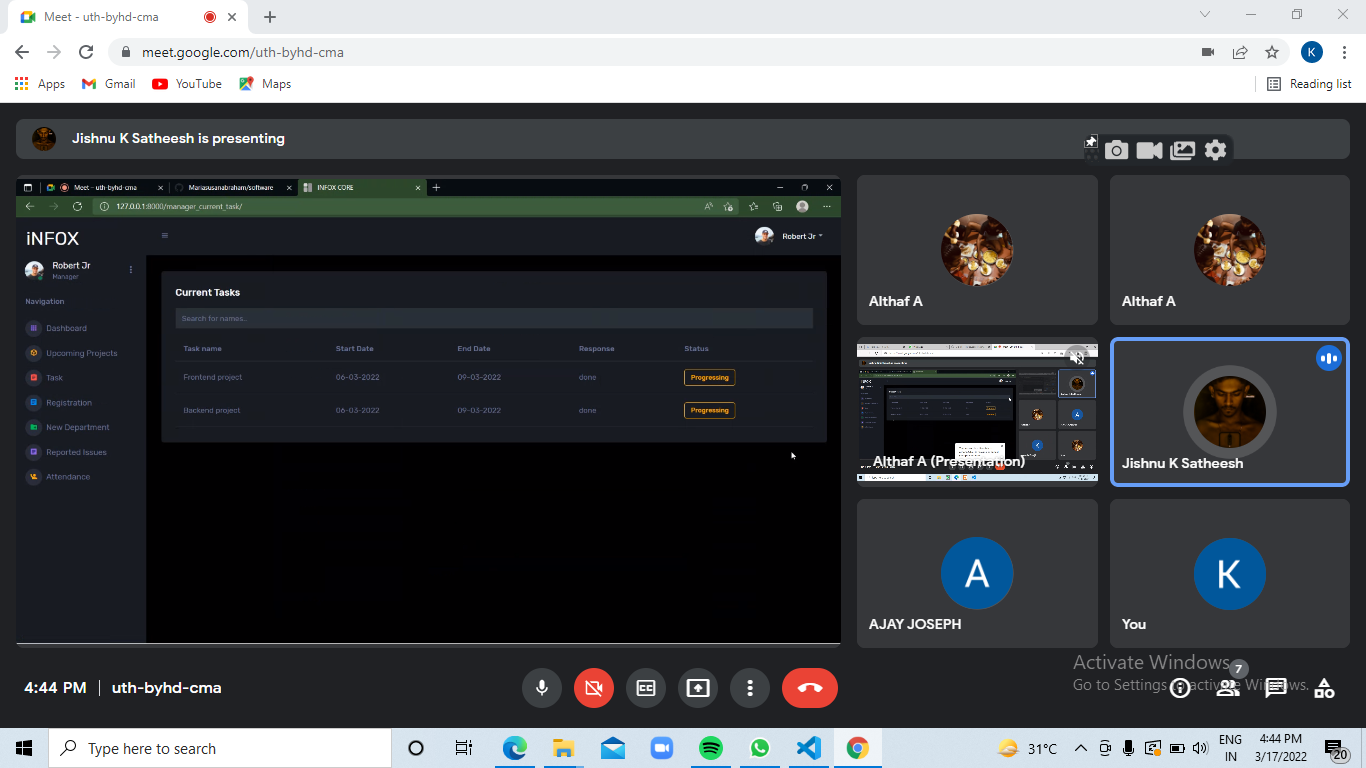 Meet - uth-byhd-cma
meet.google.com/uth-byhd-cma
K
Apps
Gmail
YouTube
Maps
Reading list
Jishnu K Satheesh is presenting
Meet – uth-byhd-cma
Mariasusanabraham/software
INFOX CORE
127.0.0.1:8000/manager_current_task/
iNFOX
Robert Jr
Robert Jr
Manager
Navigation
Dashboard
Upcoming Projects
Task
Registration
New Department
Reported Issues
Attendance
Current Tasks
Search for names..
Task name Start Date End Date Response Status
Frontend project 06-03-2022 09-03-2022 done Progressing
Backend project 06-03-2022 09-03-2022 done Progressing
Althaf A
Althaf A
Althaf A (Presentation)
Jishnu K Satheesh
A
AJAY JOSEPH
K
You
Activate Windows
Go to Settings to activate Windows.
4:44 PM | uth-byhd-cma
7
Type here to search
31°C
ENG
IN
4:44 PM
3/17/2022
20